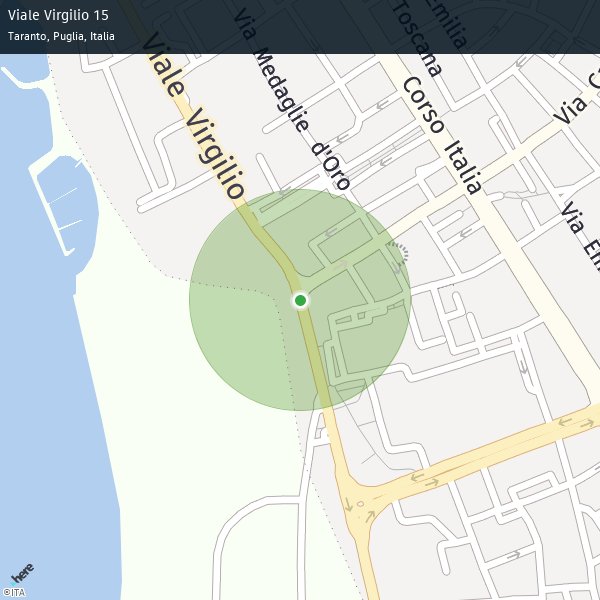 Viale Virgilio 15
Taranto, Puglia, Italia
Viale Virgilio
Via Medaglie d'Oro
Toscana
Emilia
Corso Italia
Via C
Via Em
here
©ITA